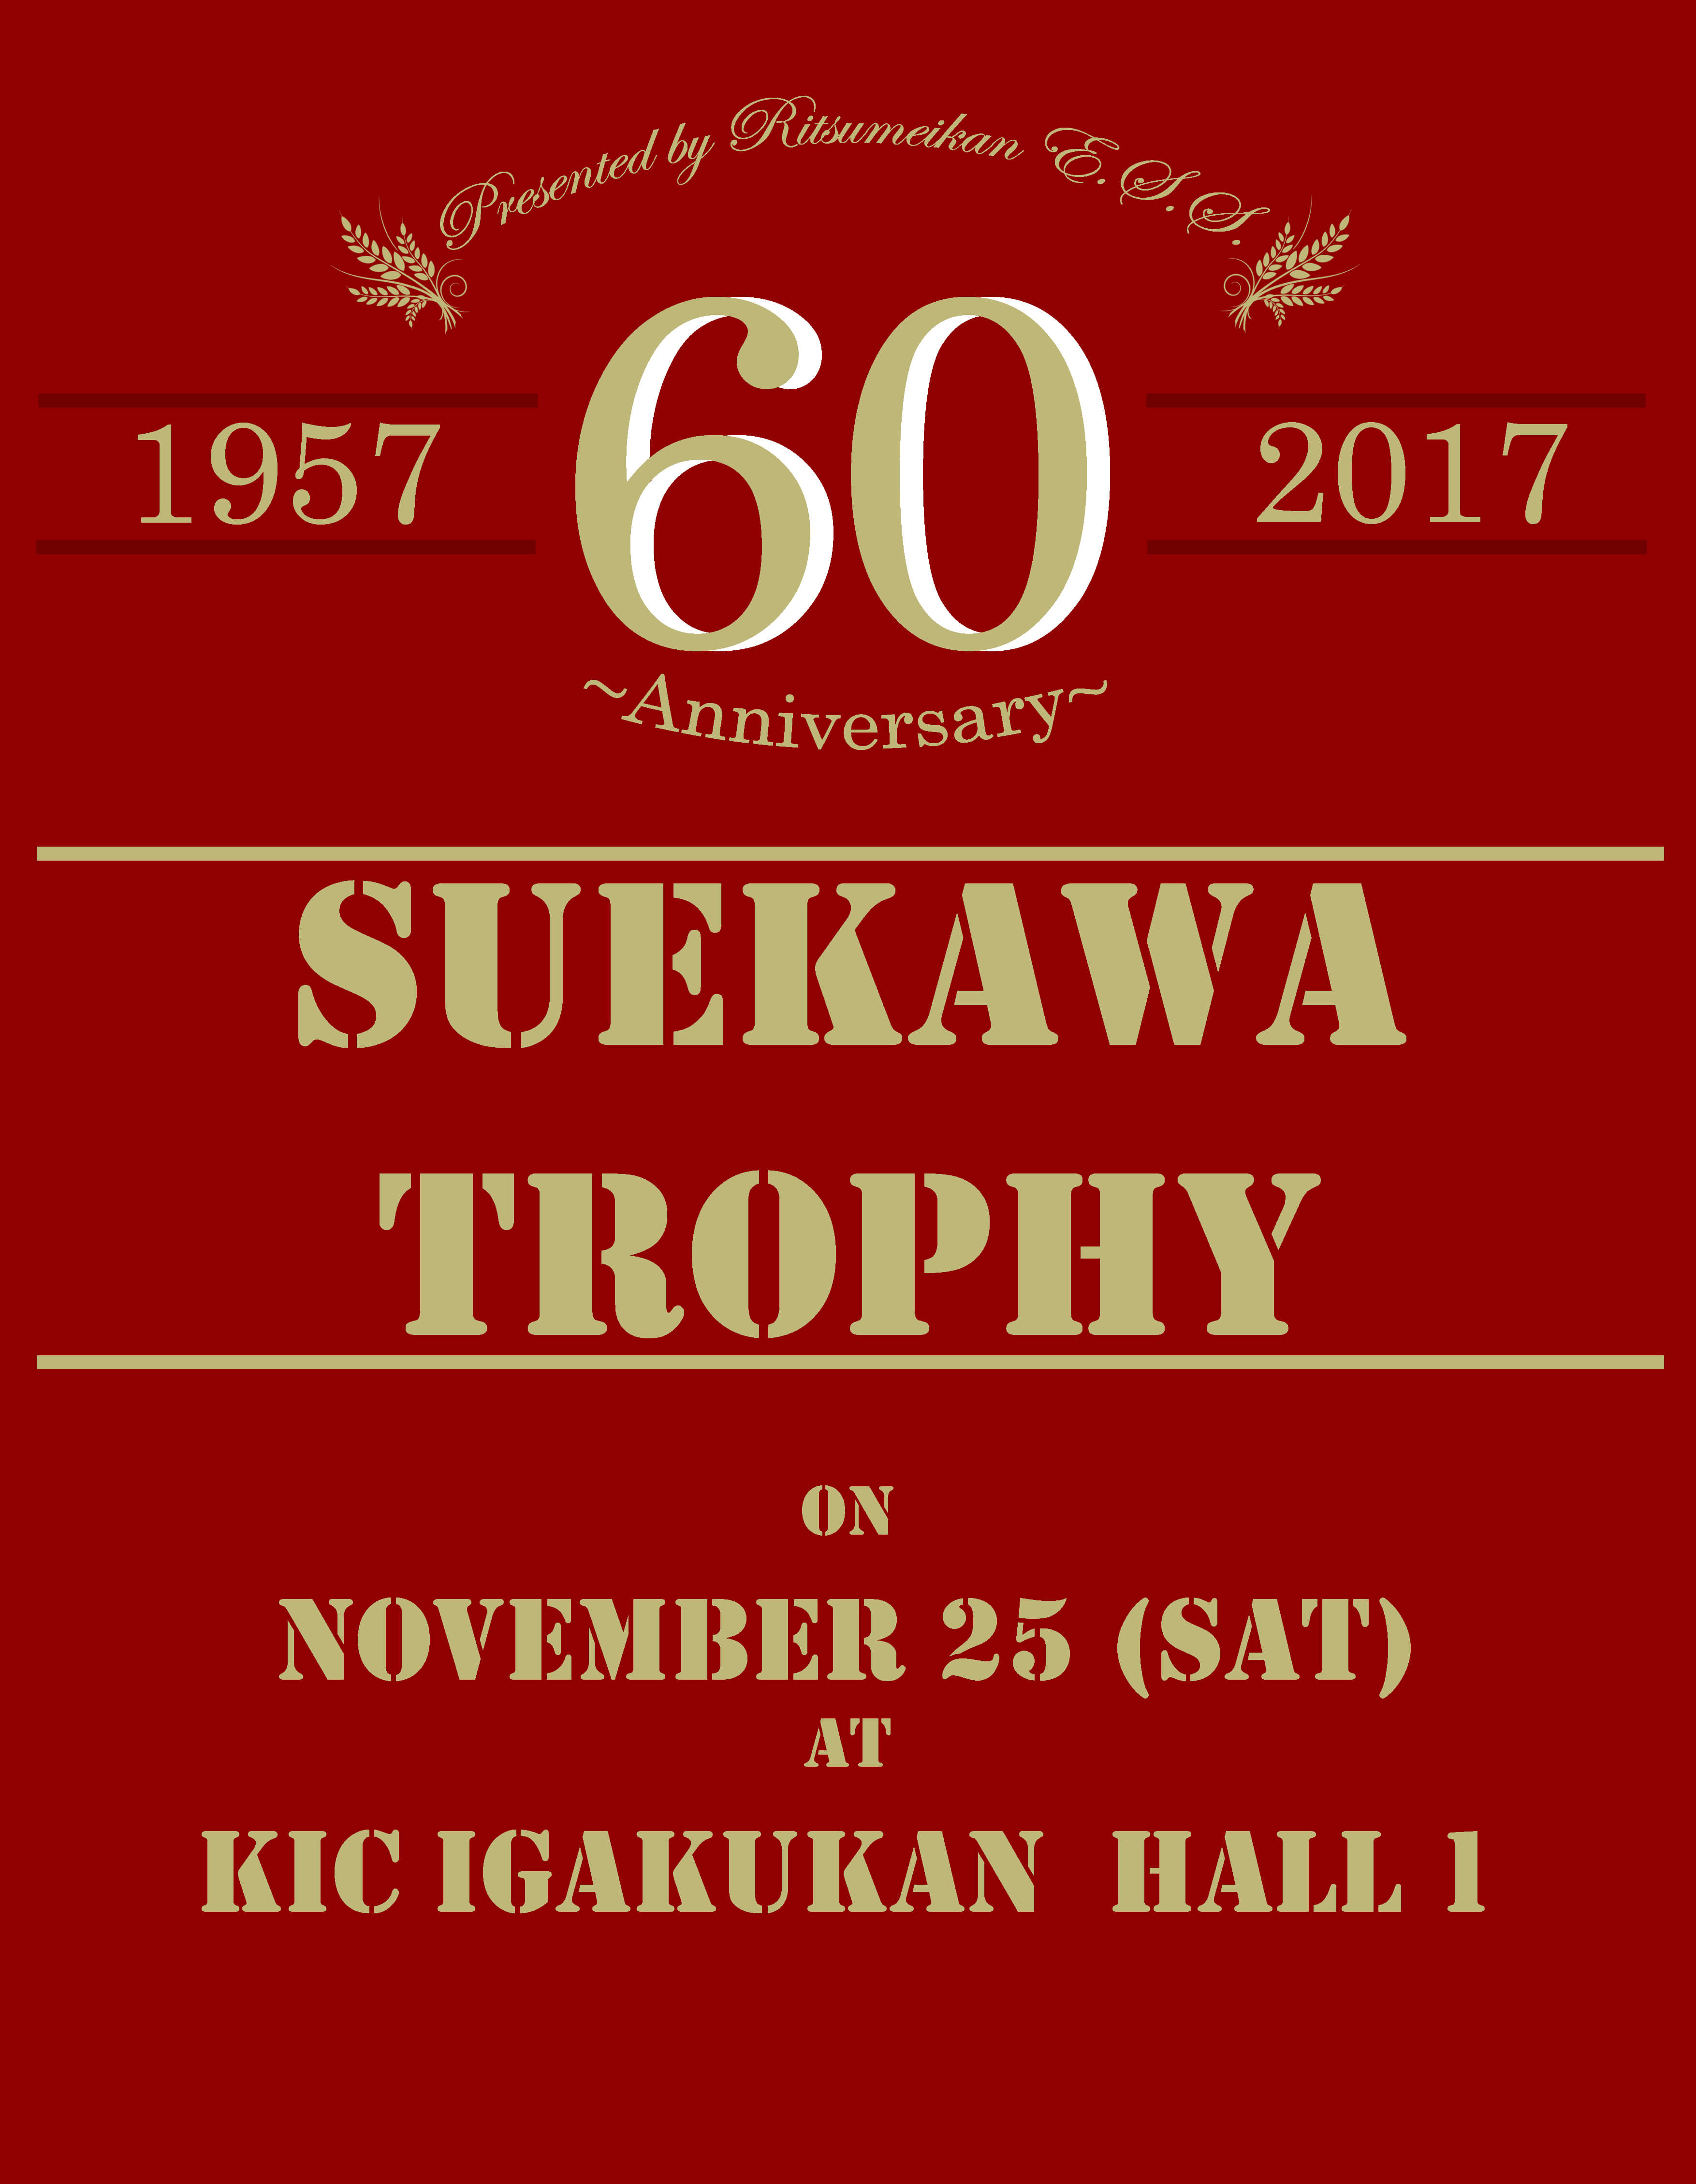 Presented by Ritsumeikan E.S.S.
1957 60 2017
~Anniversary~
SUEKAWA
TROPHY
ON
NOVEMBER 25 (SAT)
AT
KIC IGAKUKAN HALL 1